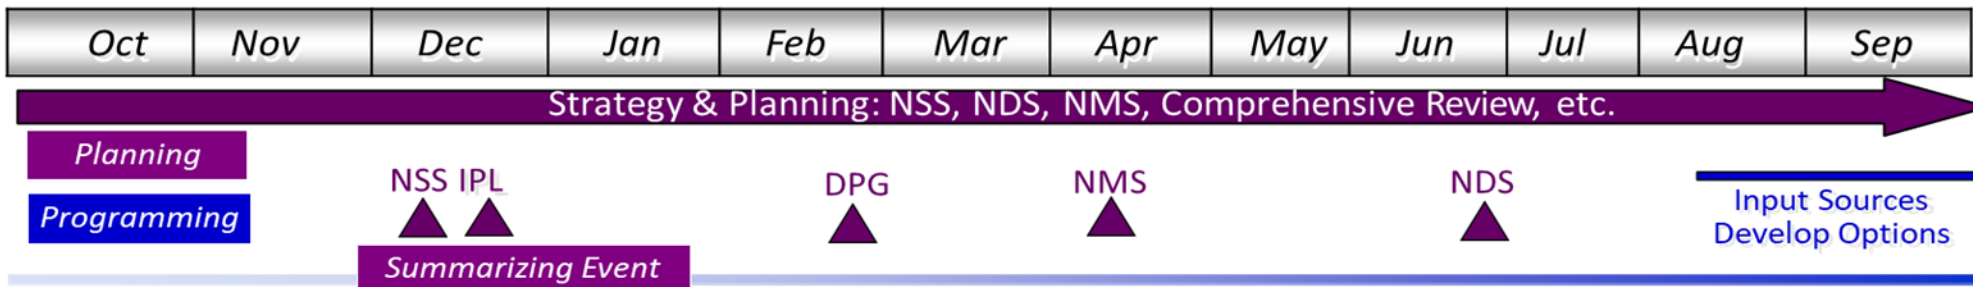 Oct Nov Dec Jan Feb Mar Apr May Jun Jul Aug Sep
Strategy & Planning: NSS, NDS, NMS, Comprehensive Review, etc.
Planning
NSS IPL DPG NMS NDS
Programming
Input Sources
Develop Options
Summarizing Event